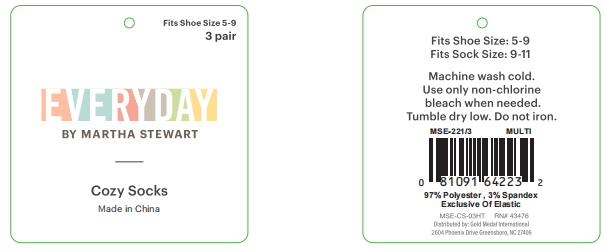 Fits Shoe Size 5-9
3 pair
EVERYDAY
BY MARTHA STEWART
Cozy Socks
Made in China
Fits Shoe Size: 5-9
Fits Sock Size: 9-11
Machine wash cold.
Use only non-chlorine
bleach when needed.
Tumble dry low. Do not iron.
MSE-221/3 MULTI
0 81091 64223 2
97% Polyester , 3% Spandex
Exclusive Of Elastic
MSE-CS-03HT RN# 43476
Distributed by: Gold Medal International
2604 Phoenix Drive Greensboro, NC 27406